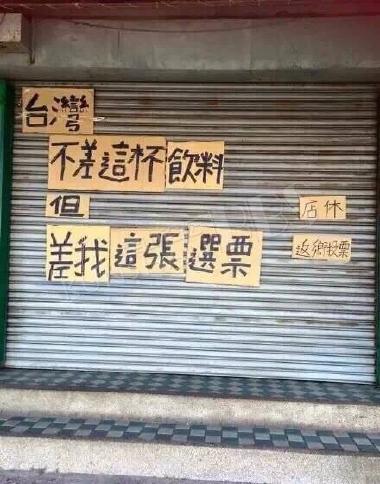 台灣
不差這杯飲料
但
差我這張選票
店休
返鄉投票